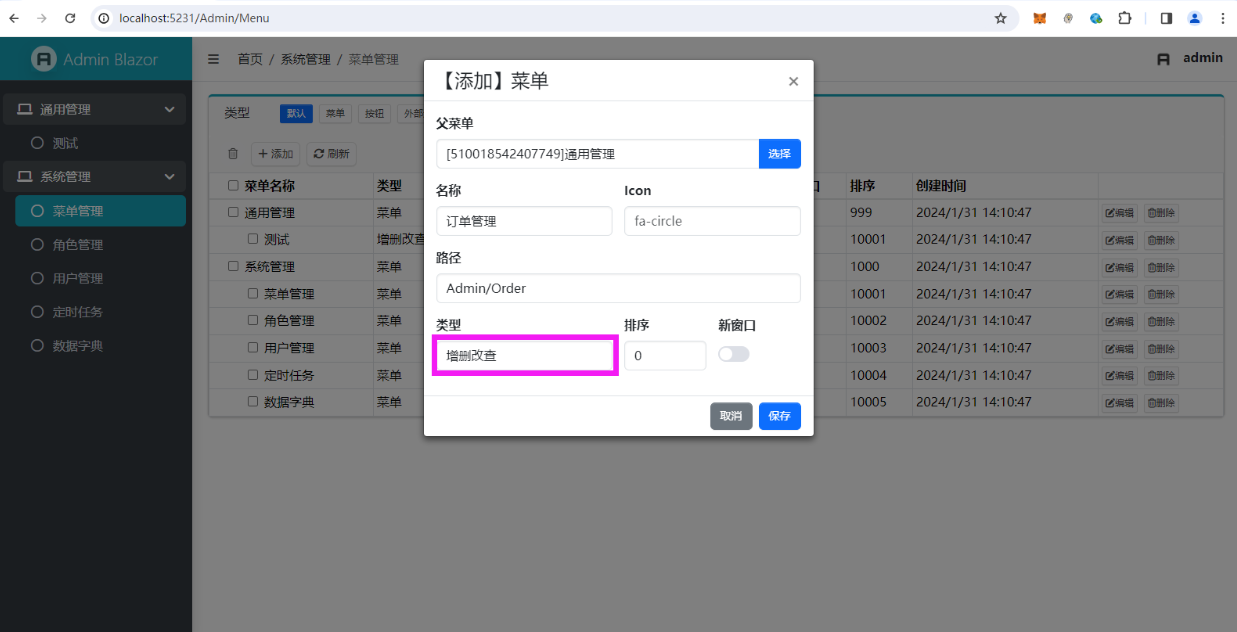 localhost:5231/Admin/Menu
Admin Blazor
首页 / 系统管理 / 菜单管理
admin
通用管理
测试
系统管理
菜单管理
角色管理
用户管理
定时任务
数据字典
类型 默认 菜单 按钮 外部
添加 刷新
菜单名称 类型 排序 创建时间
通用管理 菜单 999 2024/1/31 14:10:47 编辑 删除
测试 增删改查 10001 2024/1/31 14:10:47 编辑 删除
系统管理 菜单 1000 2024/1/31 14:10:47 编辑 删除
菜单管理 菜单 10001 2024/1/31 14:10:47 编辑 删除
角色管理 菜单 10002 2024/1/31 14:10:47 编辑 删除
用户管理 菜单 10003 2024/1/31 14:10:47 编辑 删除
定时任务 菜单 10004 2024/1/31 14:10:47 编辑 删除
数据字典 菜单 10005 2024/1/31 14:10:47 编辑 删除
【添加】菜单
×
父菜单
[510018542407749]通用管理 选择
名称 Icon
订单管理 fa-circle
路径
Admin/Order
类型 排序 新窗口
增删改查 0
取消 保存